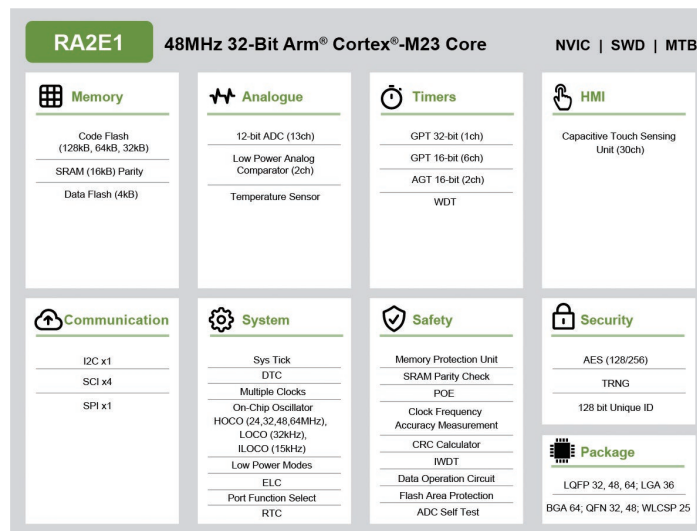 RA2E1
48MHz 32-Bit Arm® Cortex®-M23 Core
NVIC | SWD | MTB
Memory
Code Flash
(128kB, 64kB, 32kB)
SRAM (16kB) Parity
Data Flash (4kB)
Analogue
12-bit ADC (13ch)
Low Power Analog
Comparator (2ch)
Temperature Sensor
Timers
GPT 32-bit (1ch)
GPT 16-bit (6ch)
AGT 16-bit (2ch)
WDT
HMI
Capacitive Touch Sensing
Unit (30ch)
Communication
I2C x1
SCI x4
SPI x1
System
Sys Tick
DTC
Multiple Clocks
On-Chip Oscillator
HOCO (24,32,48,64MHz),
LOCO (32kHz),
ILOCO (15kHz)
Low Power Modes
ELC
Port Function Select
RTC
Safety
Memory Protection Unit
SRAM Parity Check
POE
Clock Frequency
Accuracy Measurement
CRC Calculator
IWDT
Data Operation Circuit
Flash Area Protection
ADC Self Test
Security
AES (128/256)
TRNG
128 bit Unique ID
Package
LQFP 32, 48, 64; LGA 36
BGA 64; QFN 32, 48; WLCSP 25